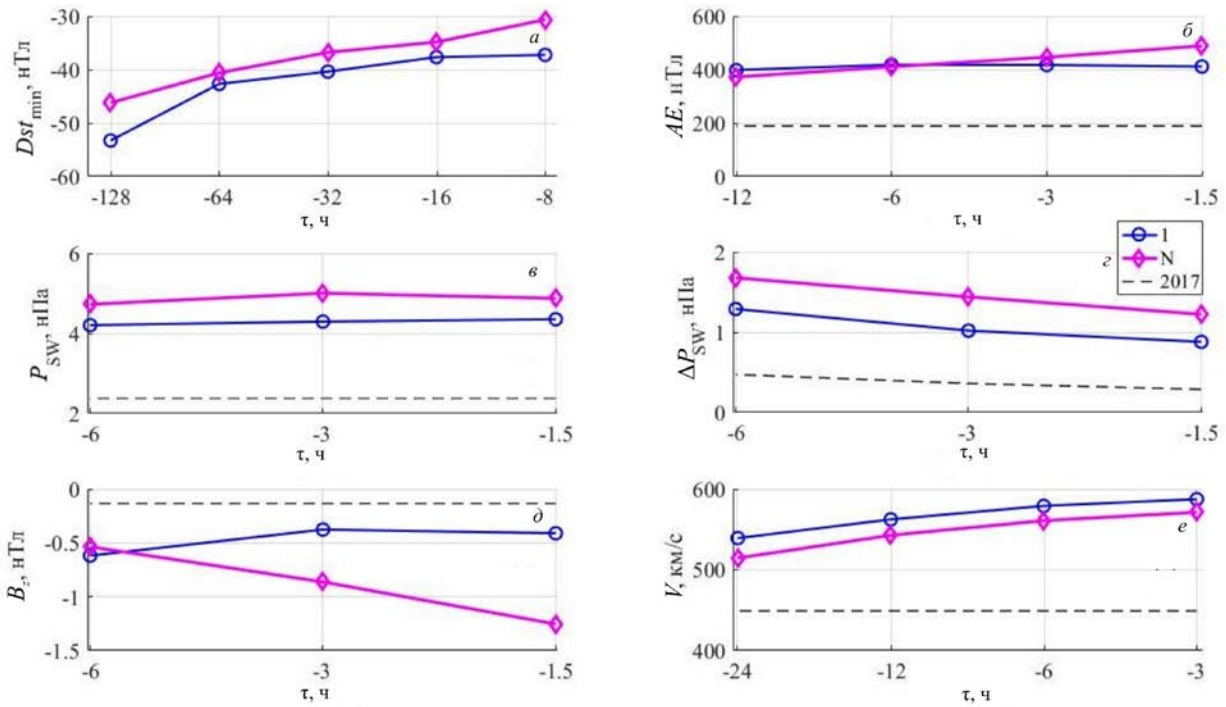 -30
-40
-50
-60
Dst_min, нТл
а
-128 -64 -32 -16 -8
τ, ч
600
400
200
0
AE, нТл
б
-12 -6 -3 -1.5
τ, ч
6
4
2
P_SW, нПа
в
-6 -3 -1.5
τ, ч
2
1
0
ΔP_SW, нПа
г
1
N
2017
-6 -3 -1.5
τ, ч
0
-0.5
-1
-1.5
B_z, нТл
д
-6 -3 -1.5
τ, ч
600
500
400
V, км/с
е
-24 -12 -6 -3
τ, ч